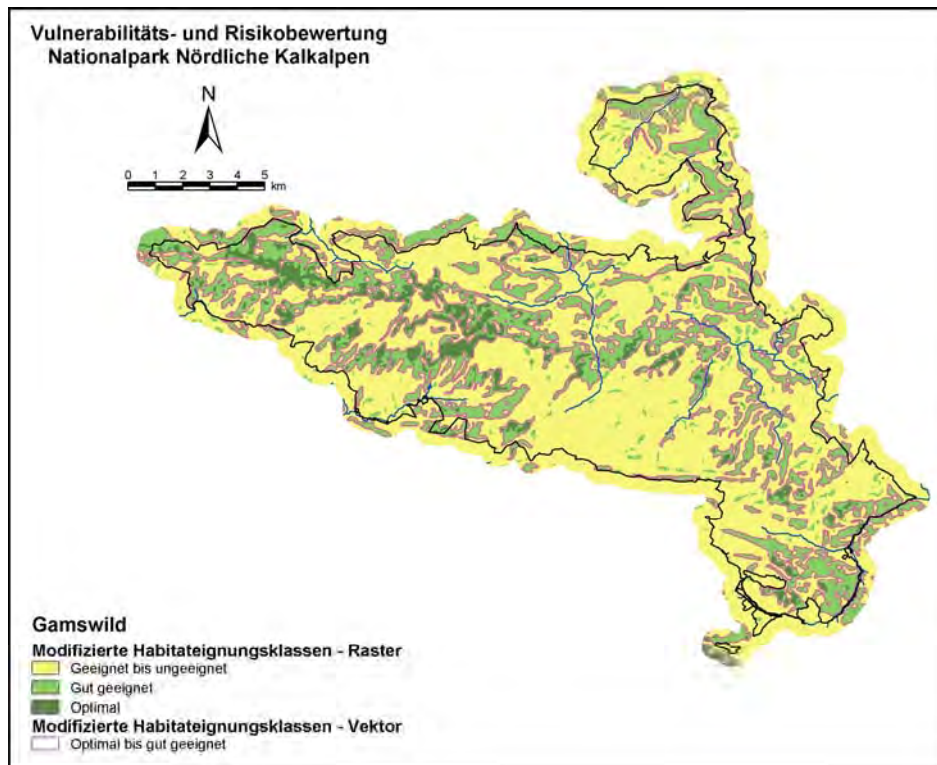 Vulnerabilitäts- und Risikobewertung
Nationalpark Nördliche Kalkalpen
N
0 1 2 3 4 5
km
Gamswild
Modifizierte Habitateignungsklassen - Raster
Geeignet bis ungeeignet
Gut geeignet
Optimal
Modifizierte Habitateignungsklassen - Vektor
Optimal bis gut geeignet